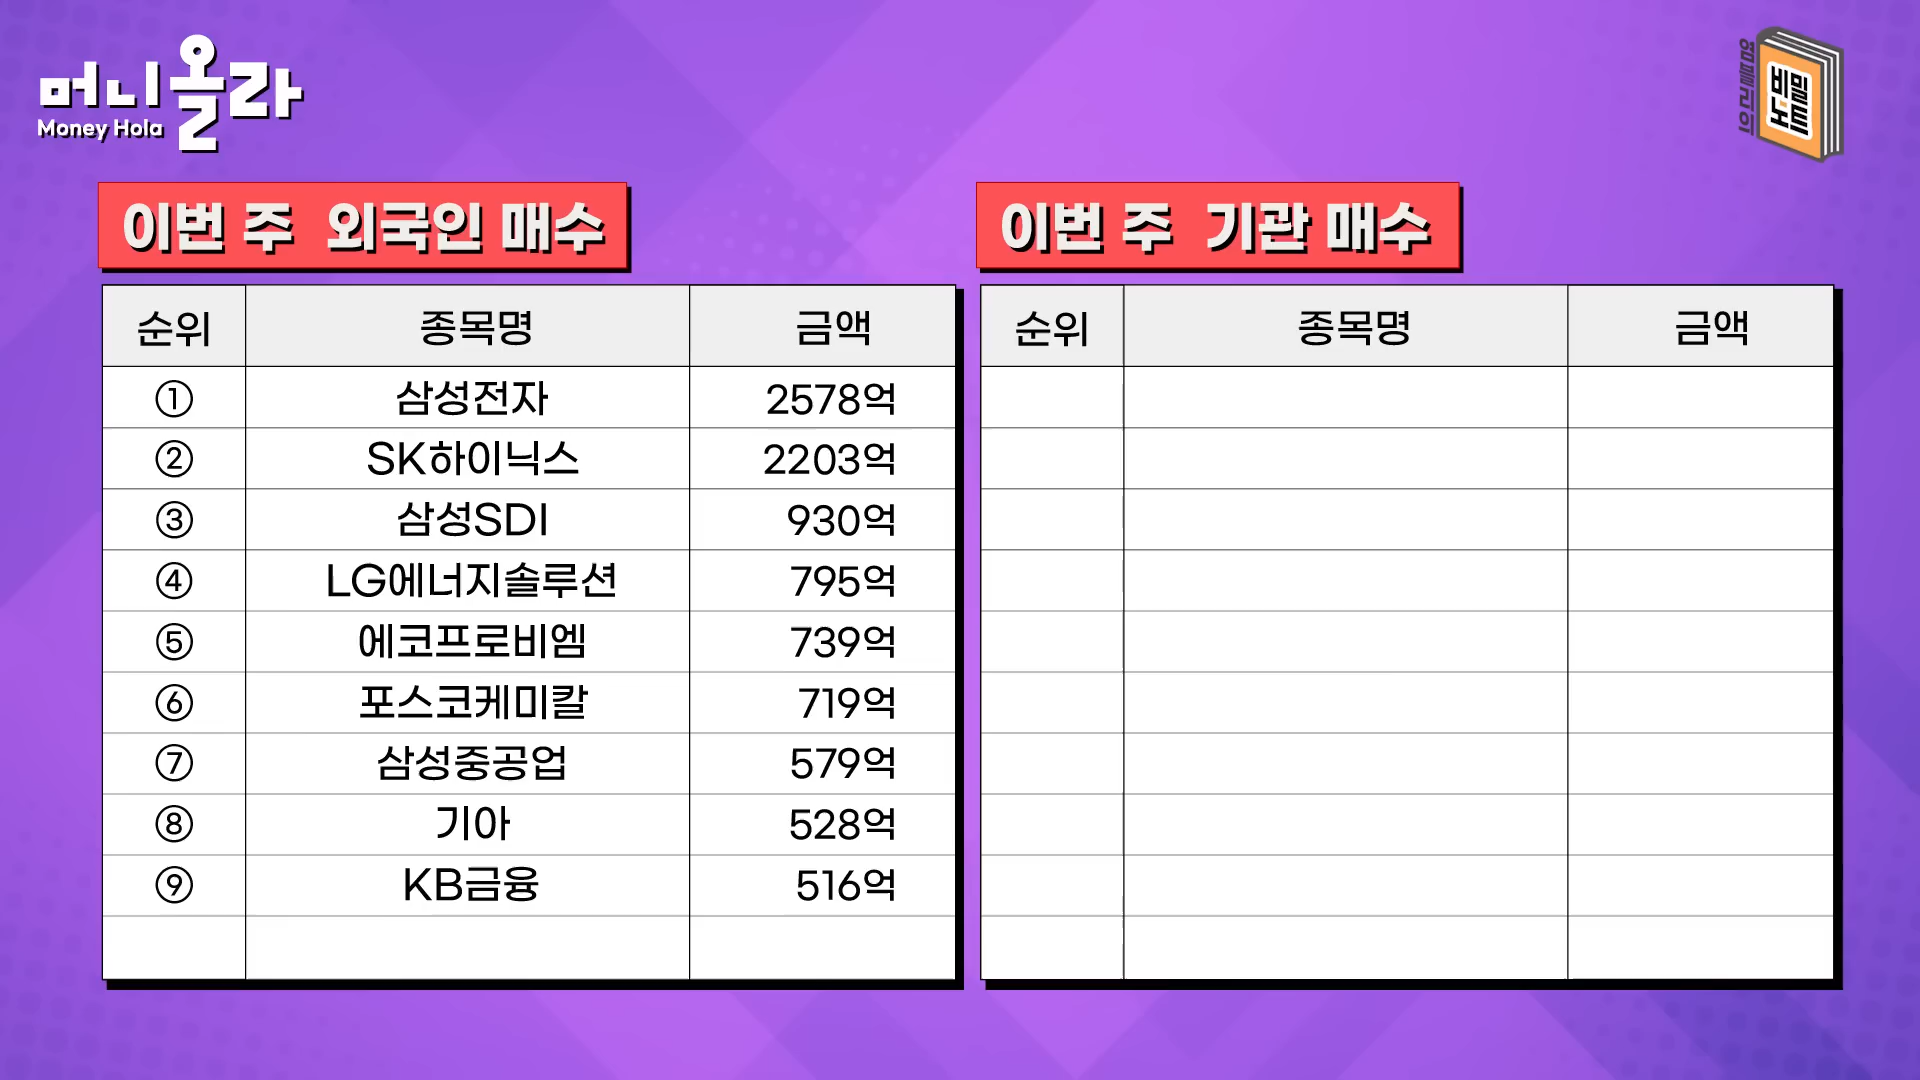 머니올라
Money Hola
염블리의
비밀
노트
이번 주 외국인 매수
순위 종목명 금액
① 삼성전자 2578억
② SK하이닉스 2203억
③ 삼성SDI 930억
④ LG에너지솔루션 795억
⑤ 에코프로비엠 739억
⑥ 포스코케미칼 719억
⑦ 삼성중공업 579억
⑧ 기아 528억
⑨ KB금융 516억
이번 주 기관 매수
순위 종목명 금액